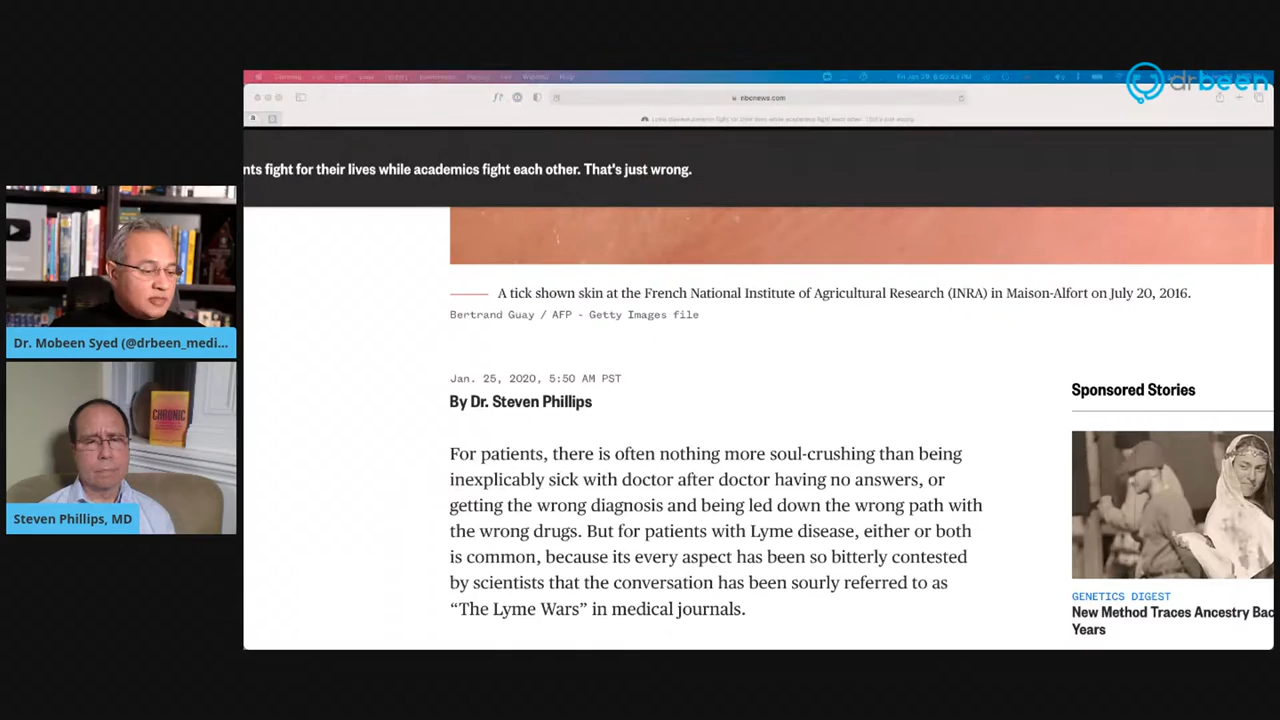 drbeen
nbcnews.com
nts fight for their lives while academics fight each other. That's just wrong.
A tick shown skin at the French National Institute of Agricultural Research (INRA) in Maison-Alfort on July 20, 2016.
Bertrand Guay / AFP - Getty Images file
Jan. 25, 2020, 5:50 AM PST
By Dr. Steven Phillips
For patients, there is often nothing more soul-crushing than being
inexplicably sick with doctor after doctor having no answers, or
getting the wrong diagnosis and being led down the wrong path with
the wrong drugs. But for patients with Lyme disease, either or both
is common, because its every aspect has been so bitterly contested
by scientists that the conversation has been sourly referred to as
“The Lyme Wars” in medical journals.
Sponsored Stories
GENETICS DIGEST
New Method Traces Ancestry Bac
Years
Dr. Mobeen Syed (@drbeen_medi...
CHRONIC
Steven Phillips, MD